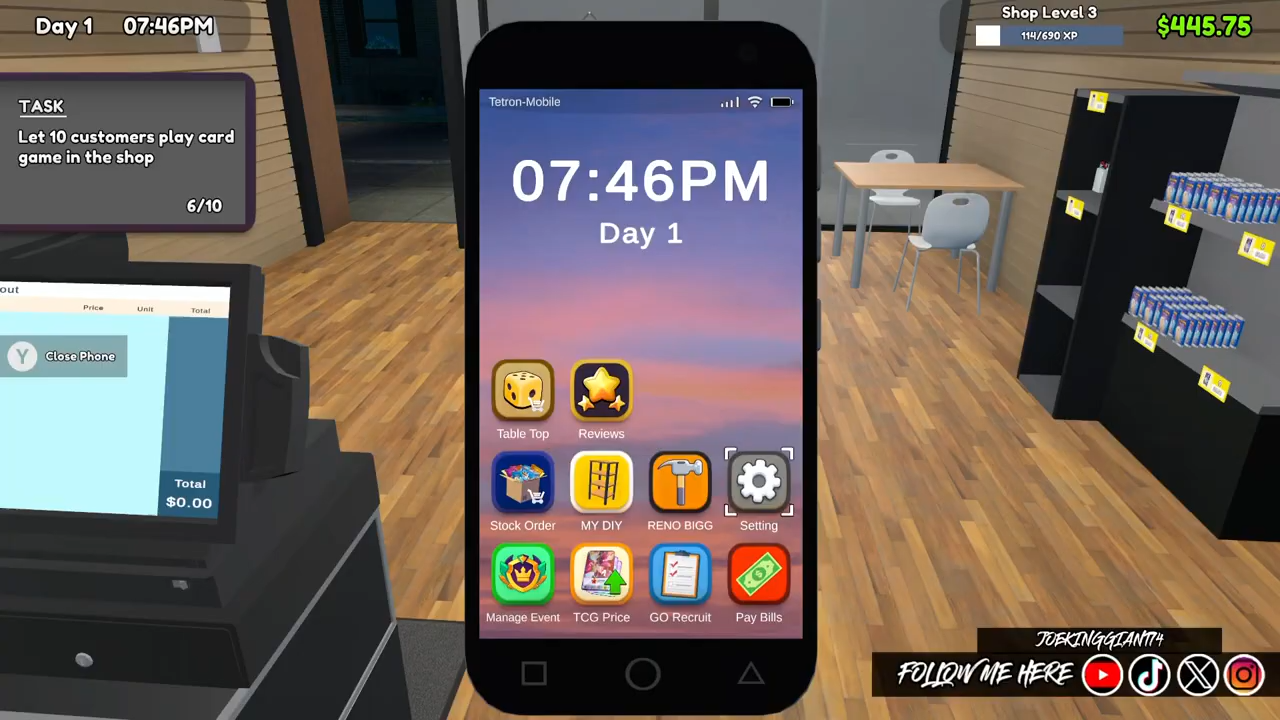 Day 1 07:46PM
Shop Level 3
114/690 XP
$445.75
TASK
Let 10 customers play card
game in the shop
6/10
out
Price Unit Total
Y Close Phone
Total
$0.00
Tetron-Mobile
07:46PM
Day 1
Table Top Reviews
Stock Order MY DIY RENO BIGG Setting
Manage Event TCG Price GO Recruit Pay Bills
JOEKINGGIANT74
FOLLOW ME HERE